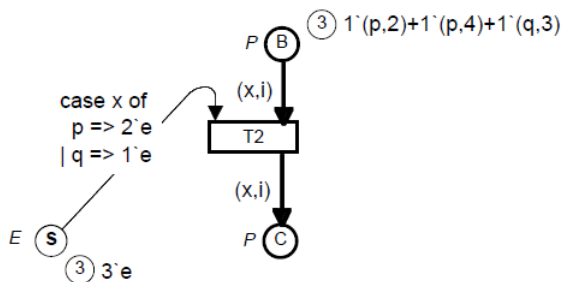 3 1`(p,2)+1`(p,4)+1`(q,3)
P B
(x,i)
case x of
p => 2`e
| q => 1`e
T2
(x,i)
E S
P C
3 3`e